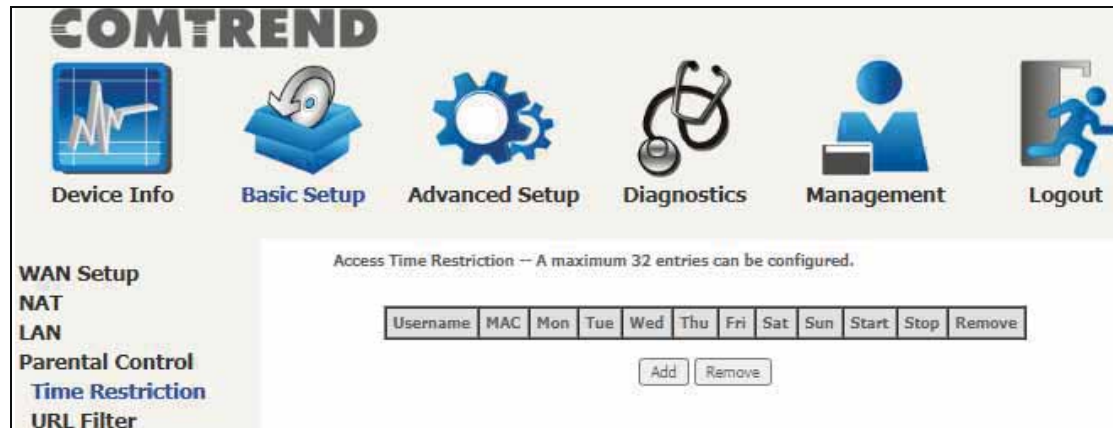 COMTREND
Device Info Basic Setup Advanced Setup Diagnostics Management Logout
Access Time Restriction -- A maximum 32 entries can be configured.
WAN Setup
NAT
LAN
Parental Control
Time Restriction
URL Filter
Username MAC Mon Tue Wed Thu Fri Sat Sun Start Stop Remove
Add Remove